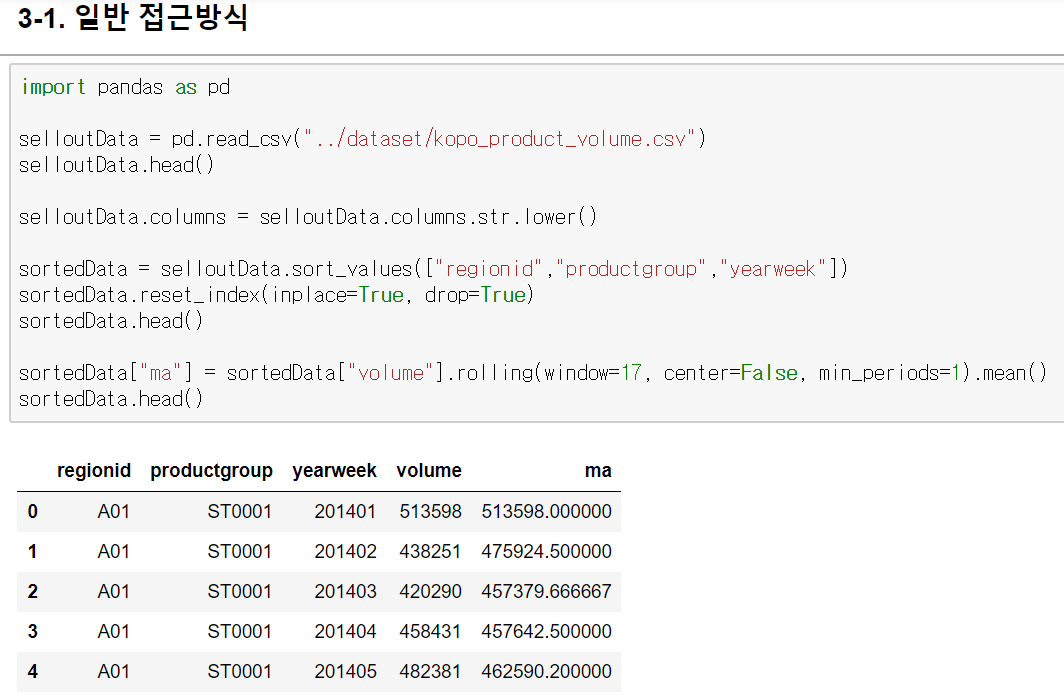 3-1. 일반 접근방식
import pandas as pd
selloutData = pd.read_csv("../dataset/kopo_product_volume.csv")
selloutData.head()
selloutData.columns = selloutData.columns.str.lower()
sortedData = selloutData.sort_values(["regionid","productgroup","yearweek"])
sortedData.reset_index(inplace=True, drop=True)
sortedData.head()
sortedData["ma"] = sortedData["volume"].rolling(window=17, center=False, min_periods=1).mean()
sortedData.head()
regionid productgroup yearweek volume ma
0 A01 ST0001 201401 513598 513598.000000
1 A01 ST0001 201402 438251 475924.500000
2 A01 ST0001 201403 420290 457379.666667
3 A01 ST0001 201404 458431 457642.500000
4 A01 ST0001 201405 482381 462590.200000